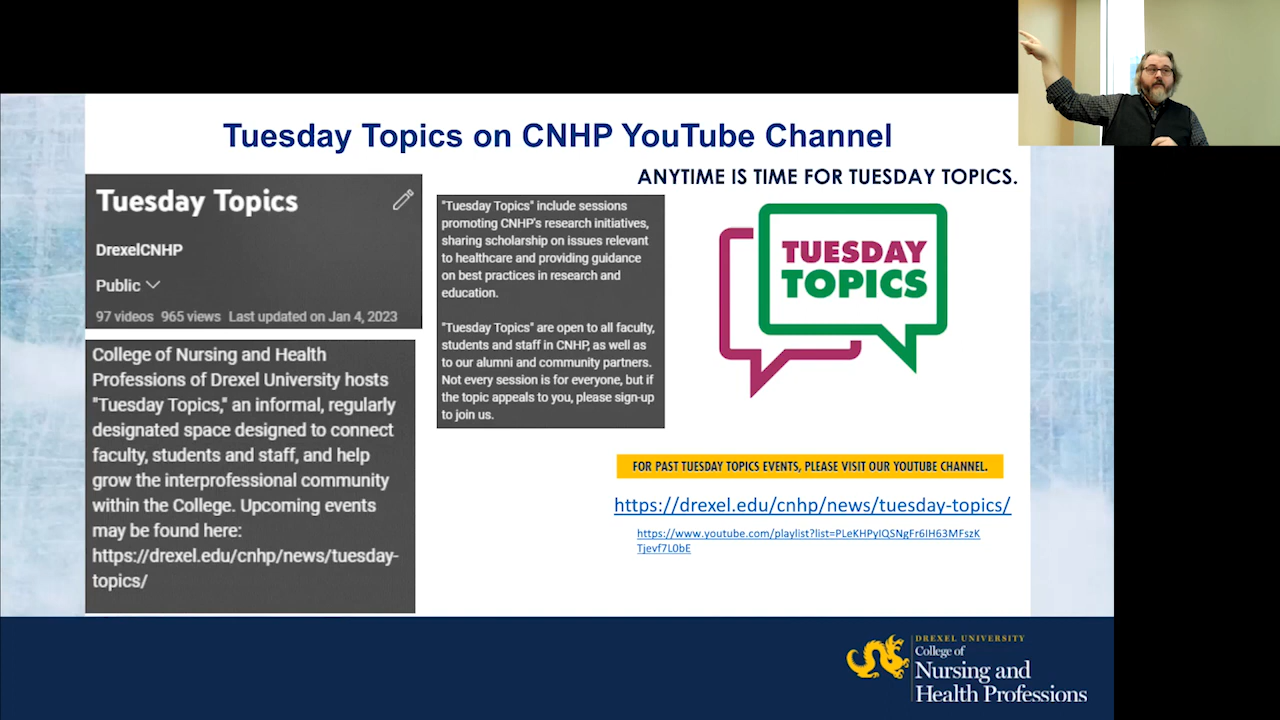 Tuesday Topics on CNHP YouTube Channel
ANYTIME IS TIME FOR TUESDAY TOPICS.
Tuesday Topics
DrexelCNHP
Public
97 videos 965 views Last updated on Jan 4, 2023
College of Nursing and Health
Professions of Drexel University hosts
"Tuesday Topics," an informal, regularly
designated space designed to connect
faculty, students and staff, and help
grow the interprofessional community
within the College. Upcoming events
may be found here:
https://drexel.edu/cnhp/news/tuesday-
topics/
"Tuesday Topics" include sessions
promoting CNHP's research initiatives,
sharing scholarship on issues relevant
to healthcare and providing guidance
on best practices in research and
education.
"Tuesday Topics" are open to all faculty,
students and staff in CNHP, as well as
to our alumni and community partners.
Not every session is for everyone, but if
the topic appeals to you, please sign-up
to join us.
TUESDAY
TOPICS
FOR PAST TUESDAY TOPICS EVENTS, PLEASE VISIT OUR YOUTUBE CHANNEL.
https://drexel.edu/cnhp/news/tuesday-topics/
https://www.youtube.com/playlist?list=PLeKHPyIQSNgFr6IH63MFszK
Tjevf7L0bE
DREXEL UNIVERSITY
College of
Nursing and
Health Professions